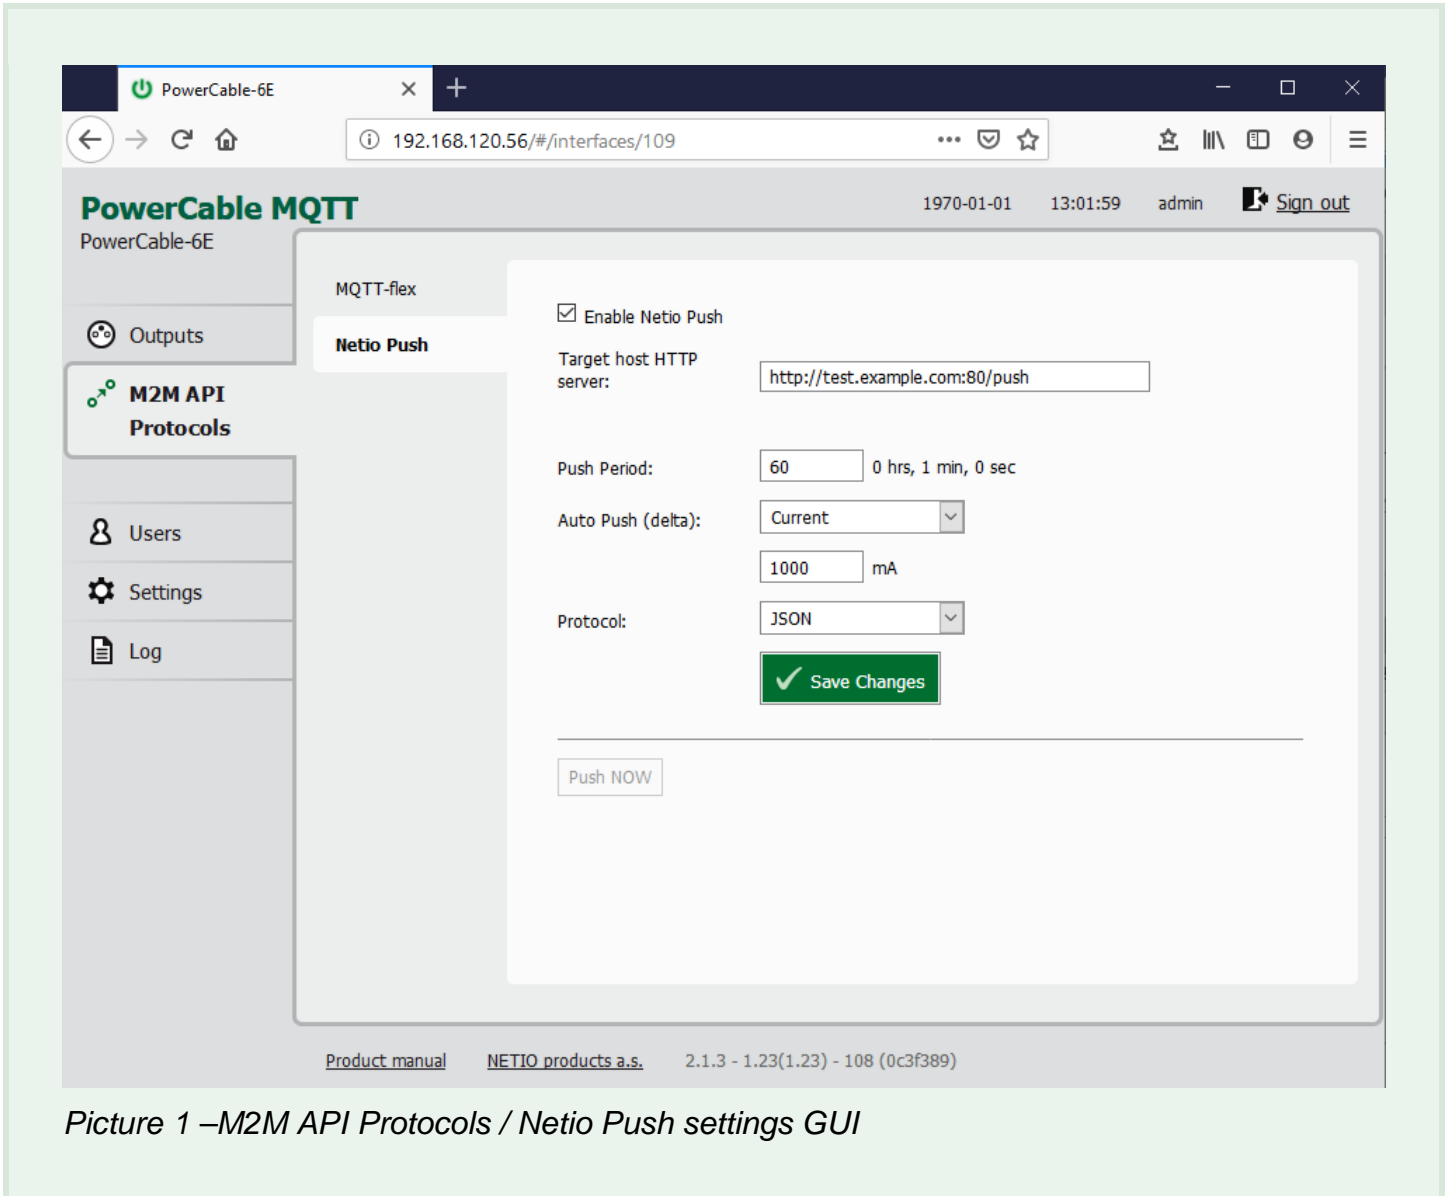 PowerCable-6E
192.168.120.56/#/interfaces/109
PowerCable MQTT
1970-01-01 13:01:59 admin Sign out
PowerCable-6E
Outputs
M2M API
Protocols
Users
Settings
Log
MQTT-flex
Netio Push
Enable Netio Push
Target host HTTP
server:
http://test.example.com:80/push
Push Period: 60 0 hrs, 1 min, 0 sec
Auto Push (delta): Current
1000 mA
Protocol: JSON
Save Changes
Push NOW
Product manual NETIO products a.s. 2.1.3 - 1.23(1.23) - 108 (0c3f389)
Picture 1 –M2M API Protocols / Netio Push settings GUI